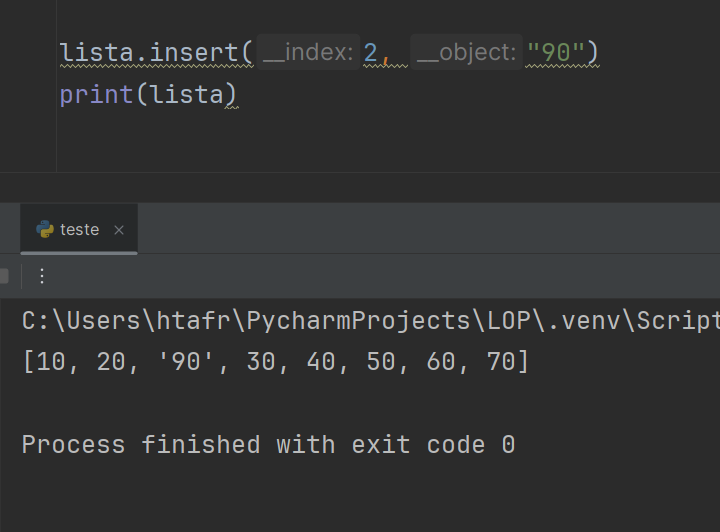 lista.insert(__index: 2, __object: "90")
print(lista)
teste
C:\Users\htafr\PycharmProjects\LOP\.venv\Script
[10, 20, '90', 30, 40, 50, 60, 70]
Process finished with exit code 0